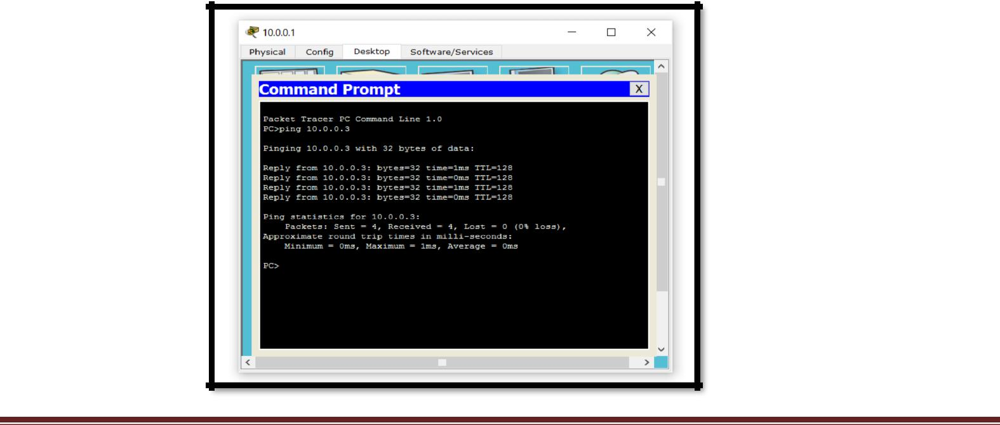 10.0.0.1
Physical Config Desktop Software/Services
Command Prompt X
Packet Tracer PC Command Line 1.0
PC>ping 10.0.0.3
Pinging 10.0.0.3 with 32 bytes of data:
Reply from 10.0.0.3: bytes=32 time=1ms TTL=128
Reply from 10.0.0.3: bytes=32 time=0ms TTL=128
Reply from 10.0.0.3: bytes=32 time=1ms TTL=128
Reply from 10.0.0.3: bytes=32 time=0ms TTL=128
Ping statistics for 10.0.0.3:
Packets: Sent = 4, Received = 4, Lost = 0 (0% loss),
Approximate round trip times in milli-seconds:
Minimum = 0ms, Maximum = 1ms, Average = 0ms
PC>